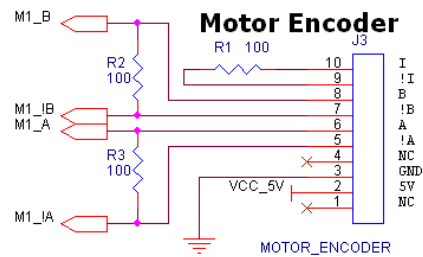 Motor Encoder
M1_B
R1 100
J3
R2
100
10 I
9 !I
8 B
M1_!B
7 !B
M1_A
6 A
R3
100
5 !A
4 NC
3 GND
VCC_5V
2 5V
1 NC
M1_!A
MOTOR_ENCODER